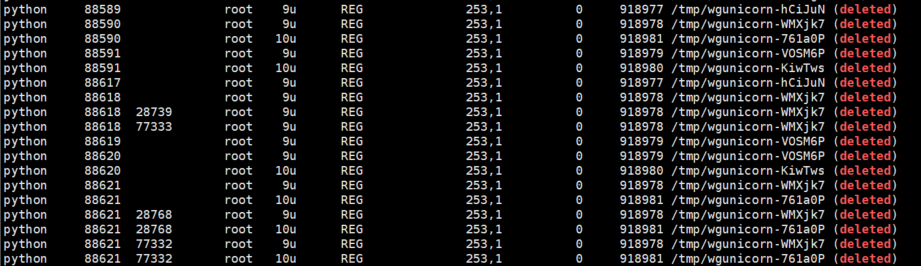 python 88589 root 9u REG 253,1 0 918977 /tmp/wgunicorn-hCiJuN (deleted)
python 88590 root 9u REG 253,1 0 918978 /tmp/wgunicorn-WMXjk7 (deleted)
python 88590 root 10u REG 253,1 0 918981 /tmp/wgunicorn-761a0P (deleted)
python 88591 root 9u REG 253,1 0 918979 /tmp/wgunicorn-VOSM6P (deleted)
python 88591 root 10u REG 253,1 0 918980 /tmp/wgunicorn-KiwTws (deleted)
python 88617 root 9u REG 253,1 0 918977 /tmp/wgunicorn-hCiJuN (deleted)
python 88618 root 9u REG 253,1 0 918978 /tmp/wgunicorn-WMXjk7 (deleted)
python 88618 28739 root 9u REG 253,1 0 918978 /tmp/wgunicorn-WMXjk7 (deleted)
python 88618 77333 root 9u REG 253,1 0 918978 /tmp/wgunicorn-WMXjk7 (deleted)
python 88619 root 9u REG 253,1 0 918979 /tmp/wgunicorn-VOSM6P (deleted)
python 88620 root 9u REG 253,1 0 918979 /tmp/wgunicorn-VOSM6P (deleted)
python 88620 root 10u REG 253,1 0 918980 /tmp/wgunicorn-KiwTws (deleted)
python 88621 root 9u REG 253,1 0 918978 /tmp/wgunicorn-WMXjk7 (deleted)
python 88621 root 10u REG 253,1 0 918981 /tmp/wgunicorn-761a0P (deleted)
python 88621 28768 root 9u REG 253,1 0 918978 /tmp/wgunicorn-WMXjk7 (deleted)
python 88621 28768 root 10u REG 253,1 0 918981 /tmp/wgunicorn-761a0P (deleted)
python 88621 77332 root 9u REG 253,1 0 918978 /tmp/wgunicorn-WMXjk7 (deleted)
python 88621 77332 root 10u REG 253,1 0 918981 /tmp/wgunicorn-761a0P (deleted)